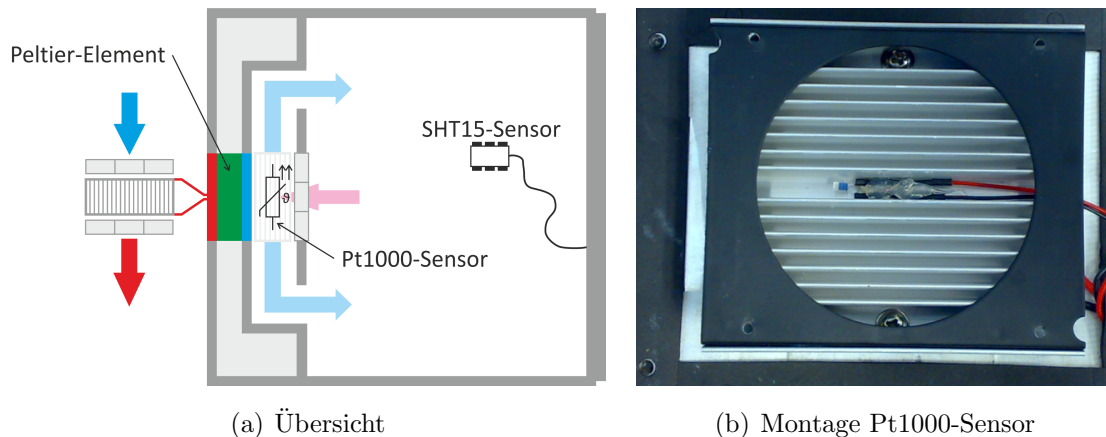 Peltier-Element
SHT15-Sensor
ϑ
Pt1000-Sensor
(a) Übersicht
(b) Montage Pt1000-Sensor